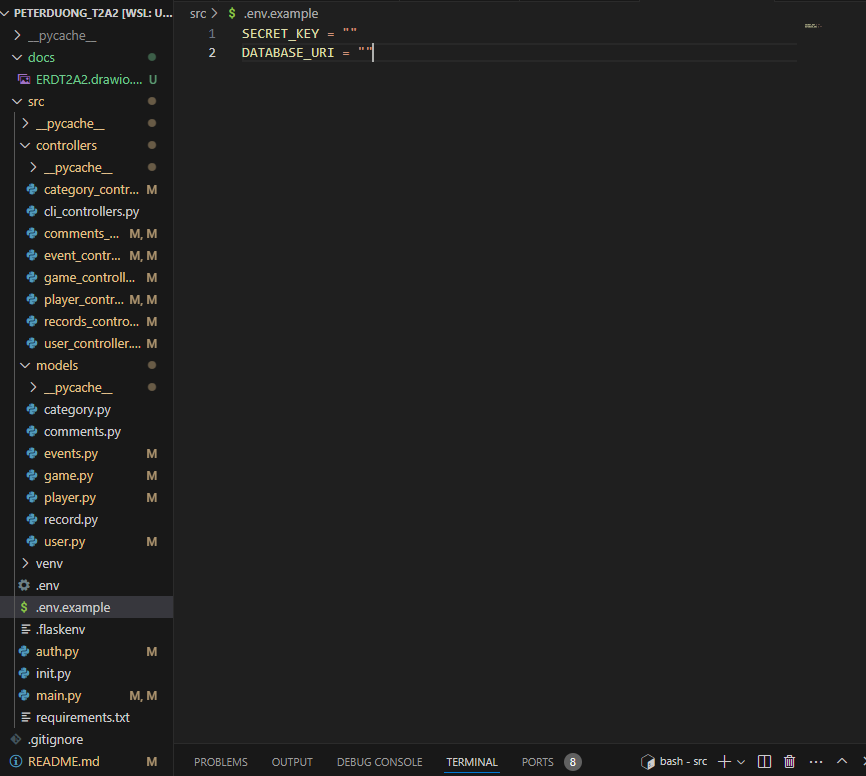 PETERDUONG_T2A2 [WSL: U...
__pycache__
docs
ERDT2A2.drawio.... U
src
__pycache__
controllers
__pycache__
category_contr... M
cli_controllers.py
comments_... M, M
event_contr... M, M
game_controll... M
player_contr... M, M
records_contro... M
user_controller.... M
models
__pycache__
category.py
comments.py
events.py M
game.py M
player.py M
record.py
user.py M
venv
.env
$ .env.example
.flaskenv
auth.py M
init.py
main.py M, M
requirements.txt
.gitignore
README.md M
src > $ .env.example
1 SECRET_KEY = ""
2 DATABASE_URI = ""
PROBLEMS OUTPUT DEBUG CONSOLE TERMINAL PORTS 8 bash - src